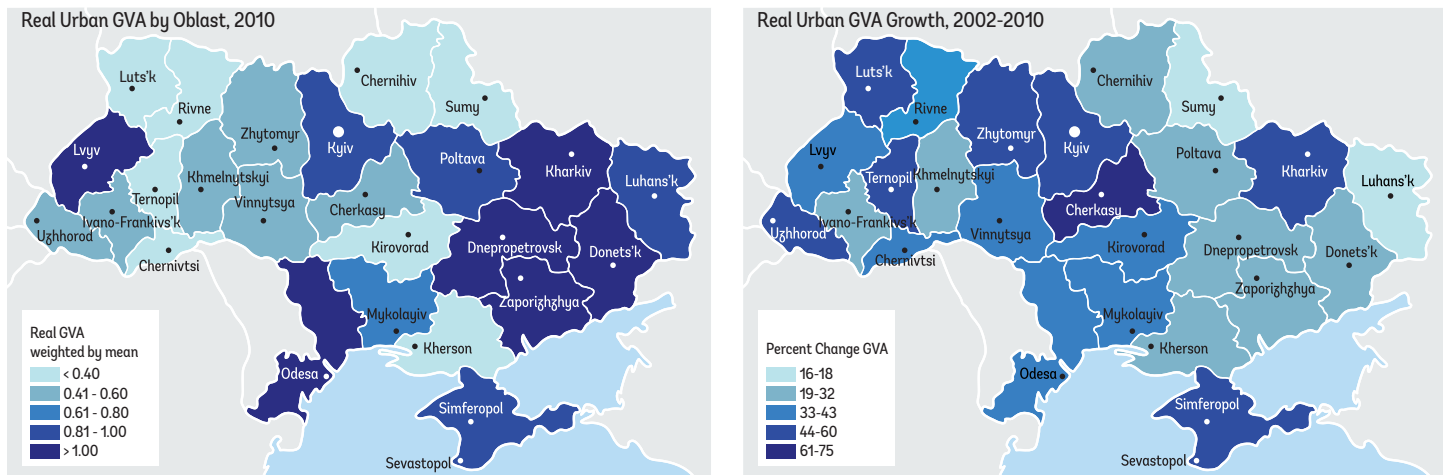 Real Urban GVA by Oblast, 2010
Luts'k
Rivne
Chernihiv
Sumy
Lvyv
Zhytomyr
Kyiv
Poltava
Kharkiv
Luhans'k
Ternopil
Khmelnytskyi
Vinnytsya
Cherkasy
Uzhhorod
Ivano-Frankivs'k
Chernivtsi
Kirovorad
Dnepropetrovsk
Donets'k
Zaporizhzhya
Mykolayiv
Kherson
Odesa
Simferopol
Sevastopol
Real GVA
weighted by mean
< 0.40
0.41 - 0.60
0.61 - 0.80
0.81 - 1.00
> 1.00
Real Urban GVA Growth, 2002-2010
Luts'k
Rivne
Chernihiv
Sumy
Lvyv
Zhytomyr
Kyiv
Poltava
Kharkiv
Luhans'k
Ternopil
Khmelnytskyi
Vinnytsya
Cherkasy
Uzhhorod
Ivano-Frankivs'k
Chernivtsi
Kirovorad
Dnepropetrovsk
Donets'k
Zaporizhzhya
Mykolayiv
Kherson
Odesa
Simferopol
Sevastopol
Percent Change GVA
16-18
19-32
33-43
44-60
61-75